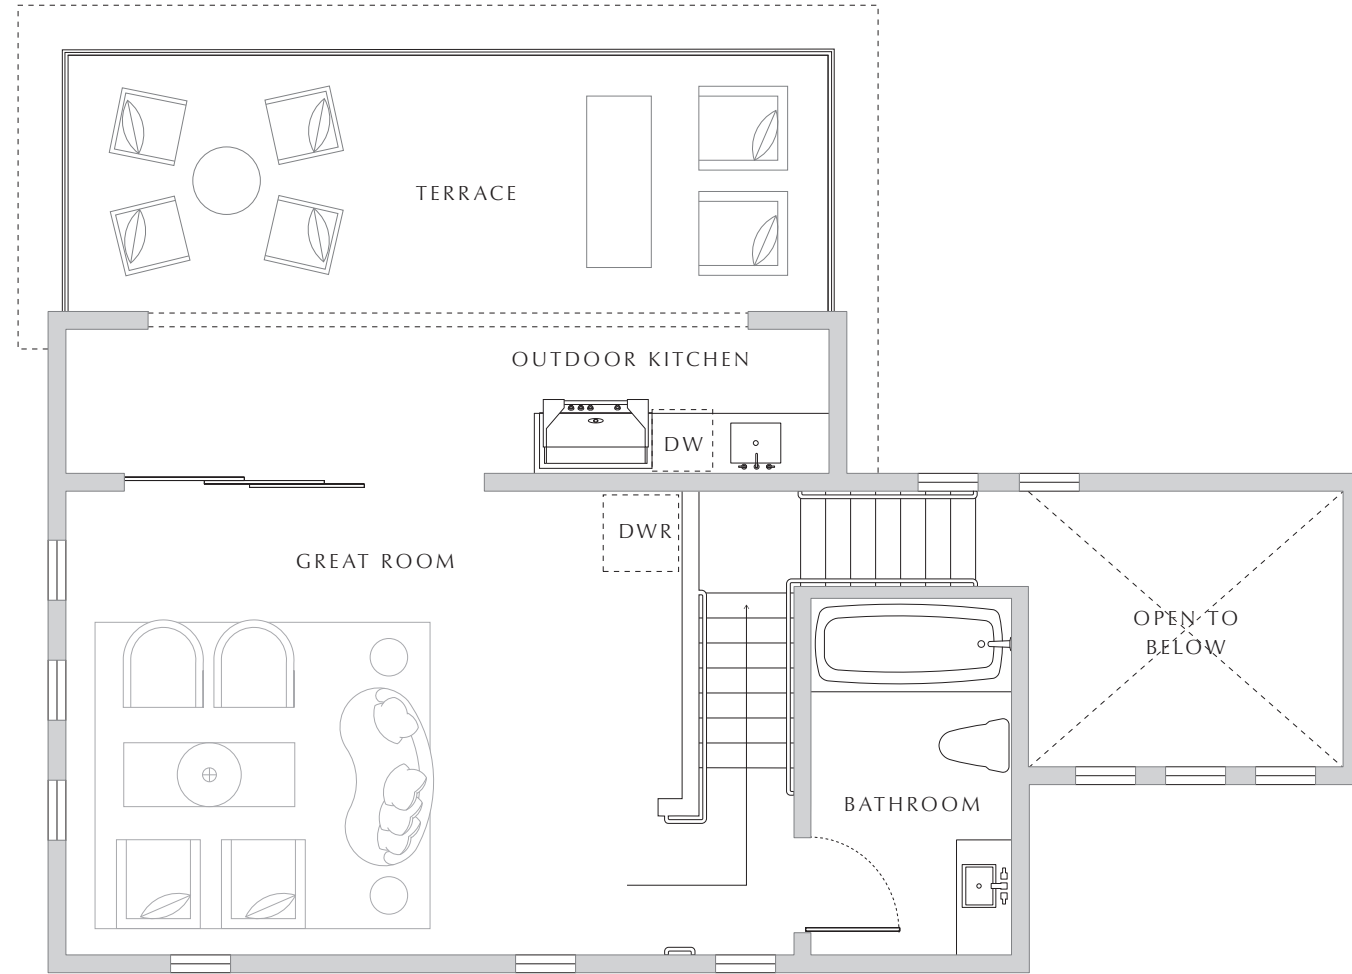 TERRACE
OUTDOOR KITCHEN
DW
DWR
GREAT ROOM
OPEN TO
BELOW
BATHROOM